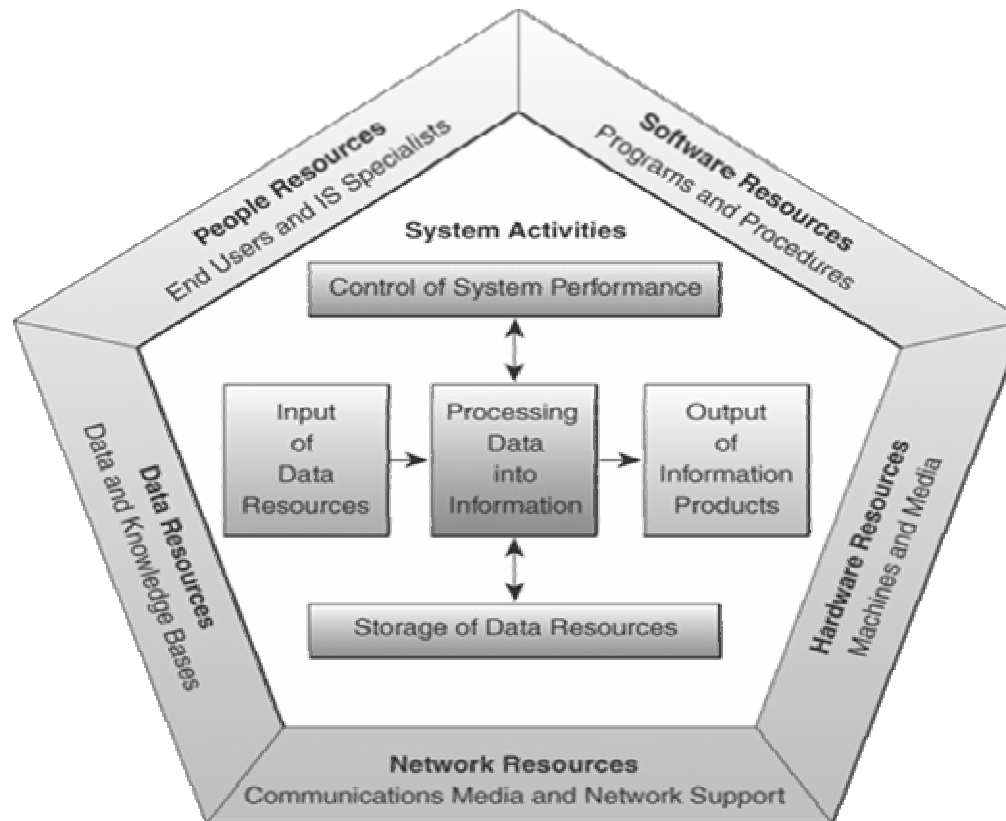 People Resources
End Users and IS Specialists
Software Resources
Programs and Procedures
System Activities
Control of System Performance
Input
of
Data
Resources
Processing
Data
into
Information
Output
of
Information
Products
Storage of Data Resources
Data Resources
Data and Knowledge Bases
Hardware Resources
Machines and Media
Network Resources
Communications Media and Network Support